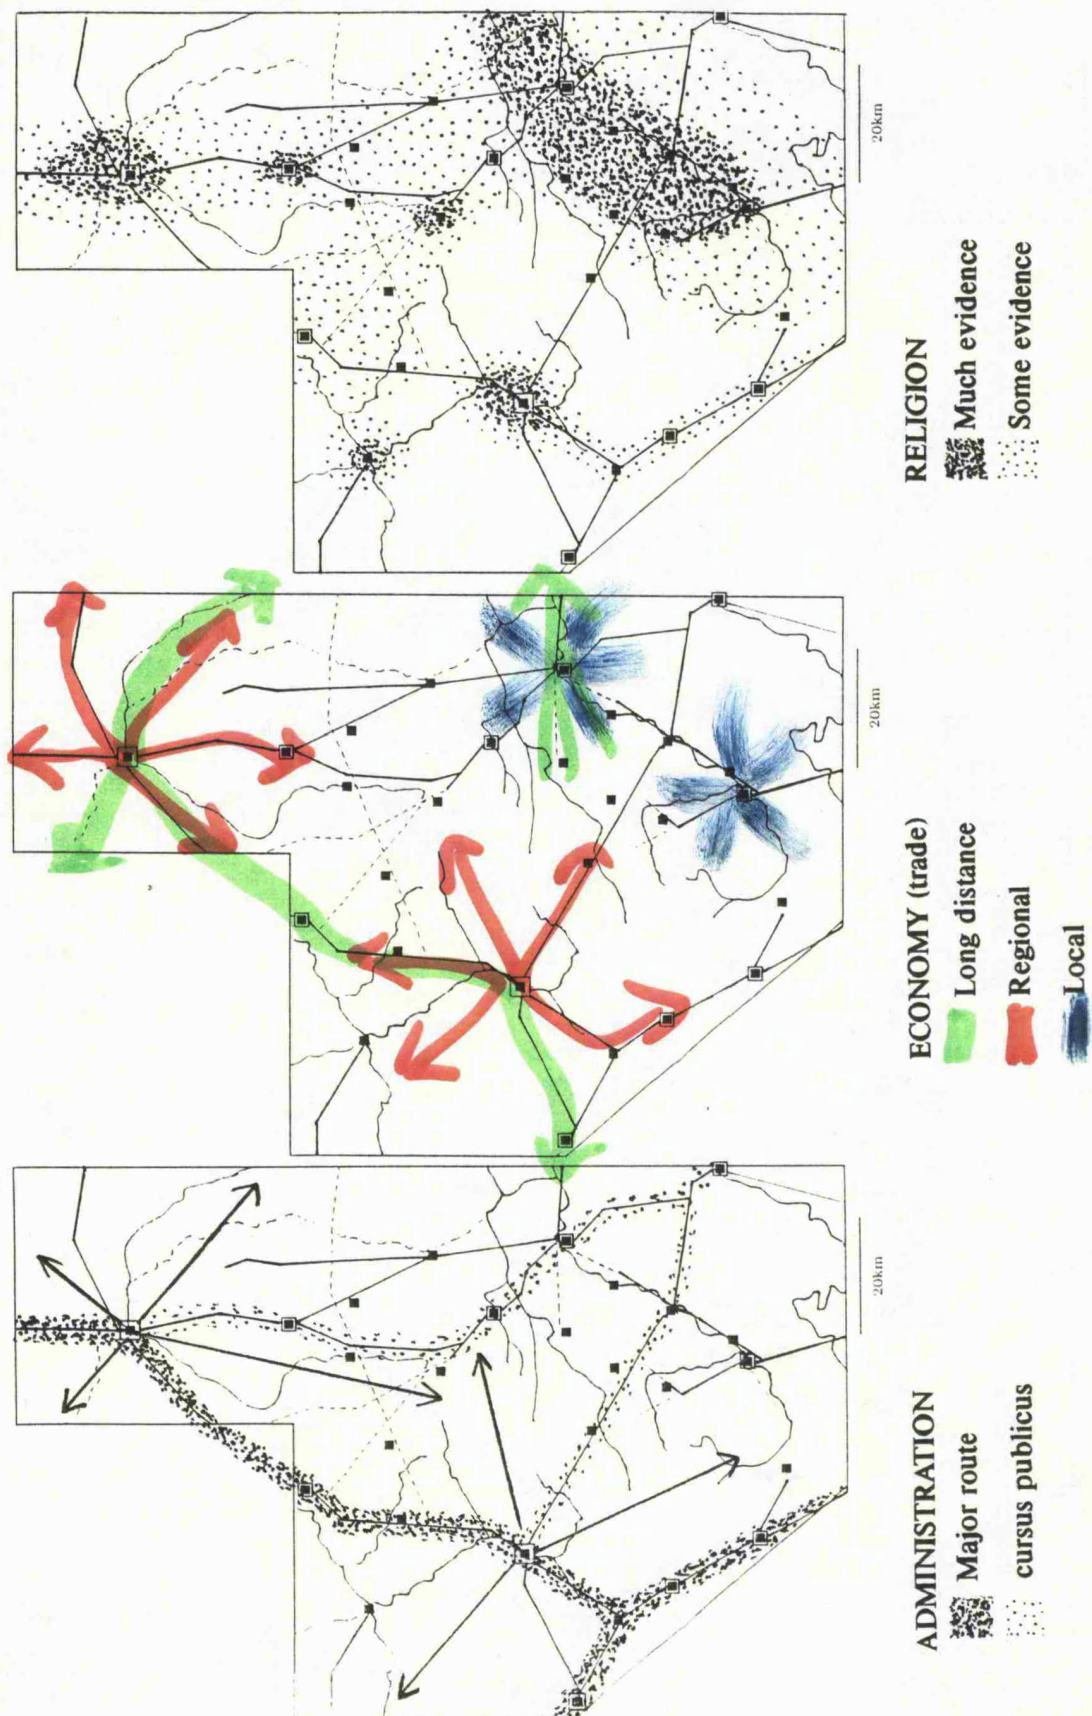 20km
RELIGION
Much evidence
Some evidence
20km
ECONOMY (trade)
Long distance
Regional
Local
20km
ADMINISTRATION
Major route
cursus publicus